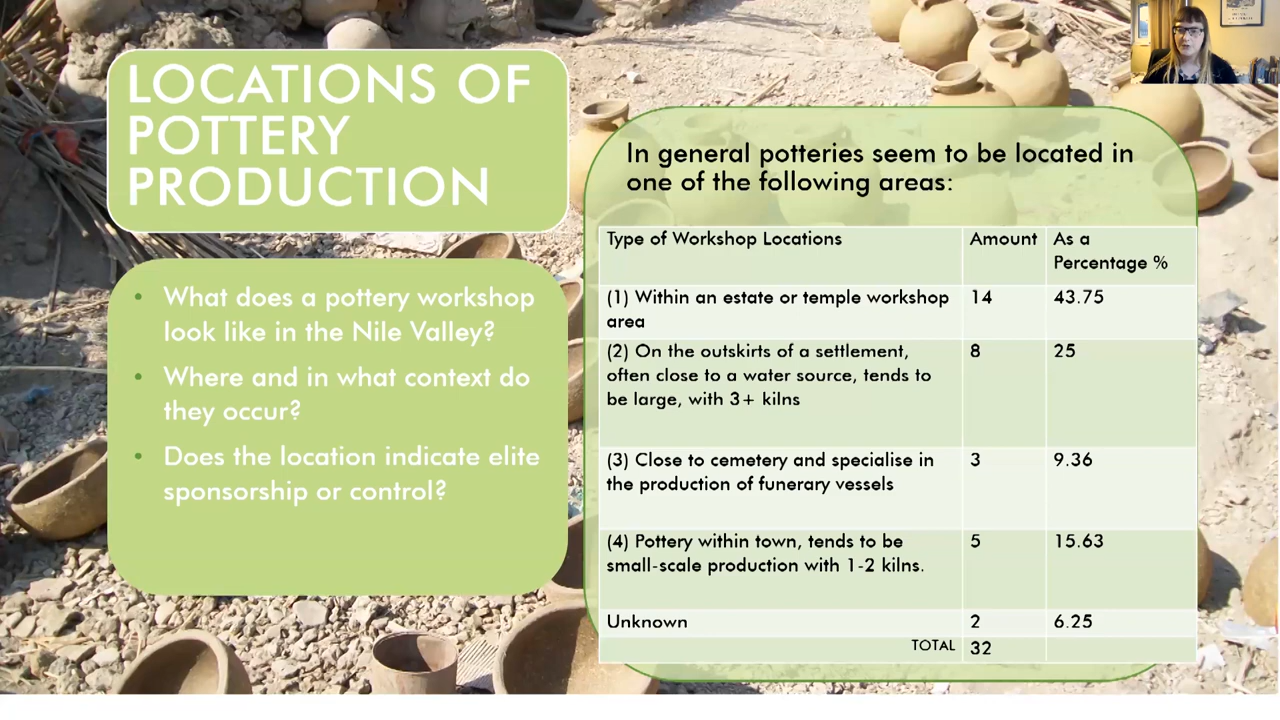 LOCATIONS OF
POTTERY
PRODUCTION
• What does a pottery workshop
look like in the Nile Valley?
• Where and in what context do
they occur?
• Does the location indicate elite
sponsorship or control?
In general potteries seem to be located in
one of the following areas:
Type of Workshop Locations Amount As a
Percentage %
(1) Within an estate or temple workshop 14 43.75
area
(2) On the outskirts of a settlement, 8 25
often close to a water source, tends to
be large, with 3+ kilns
(3) Close to cemetery and specialise in 3 9.36
the production of funerary vessels
(4) Pottery within town, tends to be 5 15.63
small-scale production with 1-2 kilns.
Unknown 2 6.25
TOTAL 32